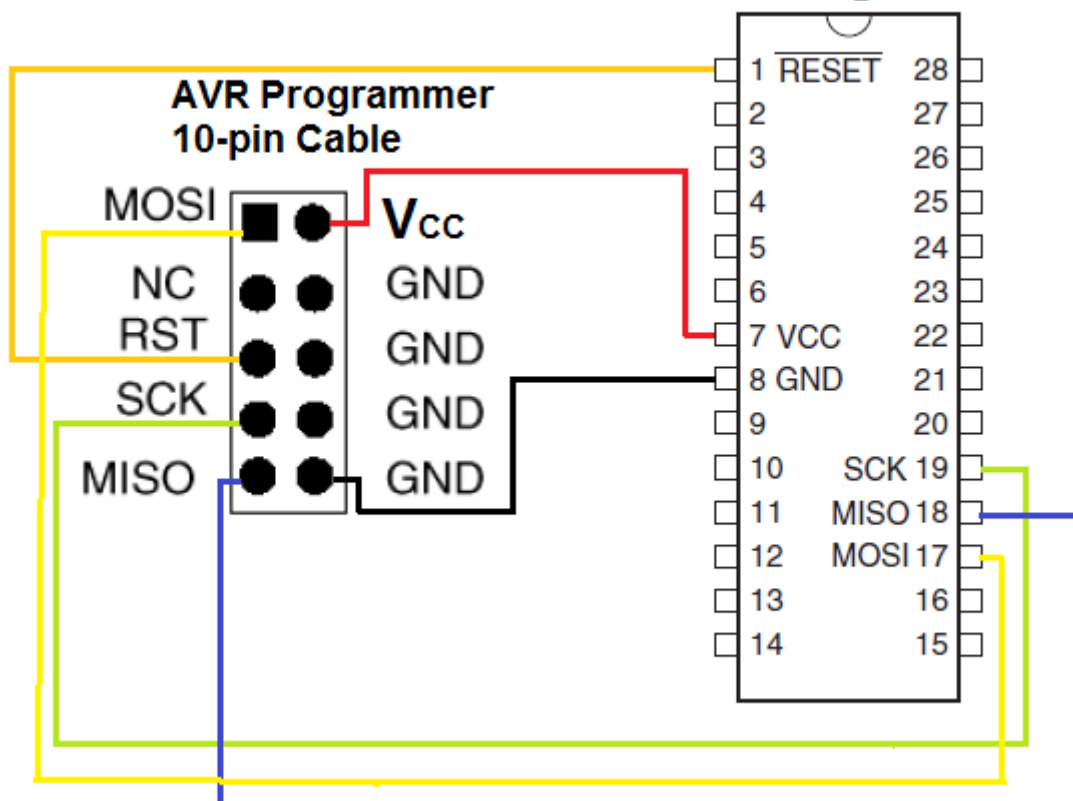 AVR Programmer
10-pin Cable
MOSI VCC
NC GND
RST GND
SCK GND
MISO GND
1 RESET 28
2 27
3 26
4 25
5 24
6 23
7 VCC 22
8 GND 21
9 20
10 SCK 19
11 MISO 18
12 MOSI 17
13 16
14 15